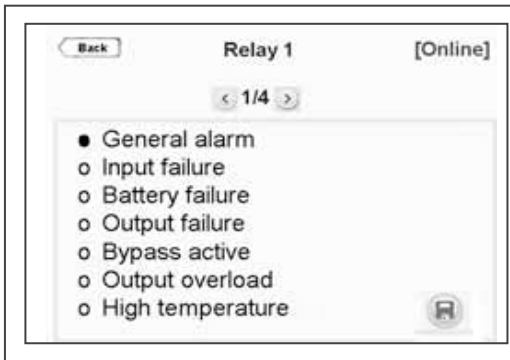 Back Relay 1 [Online]
< 1/4 >
● General alarm
o Input failure
o Battery failure
o Output failure
o Bypass active
o Output overload
o High temperature